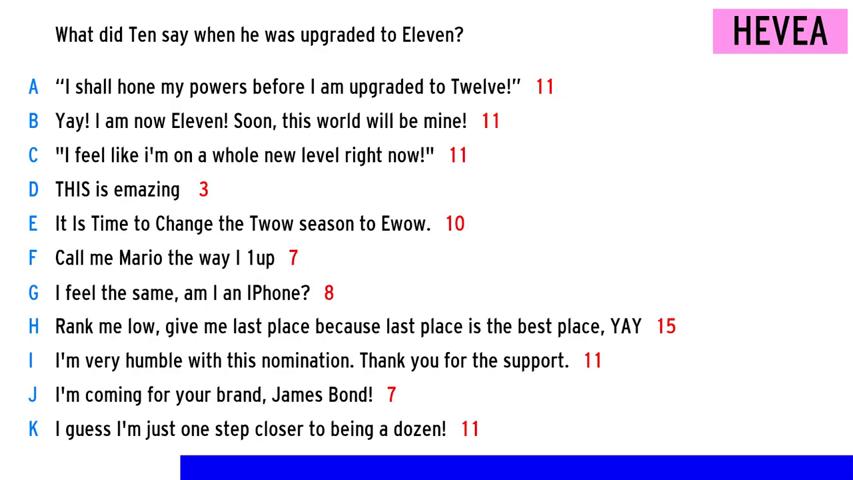 What did Ten say when he was upgraded to Eleven?
HEVEA
A “I shall hone my powers before I am upgraded to Twelve!” 11
B Yay! I am now Eleven! Soon, this world will be mine! 11
C "I feel like i'm on a whole new level right now!" 11
D THIS is emazing 3
E It Is Time to Change the Twow season to Ewow. 10
F Call me Mario the way I 1up 7
G I feel the same, am I an IPhone? 8
H Rank me low, give me last place because last place is the best place, YAY 15
I I'm very humble with this nomination. Thank you for the support. 11
J I'm coming for your brand, James Bond! 7
K I guess I'm just one step closer to being a dozen! 11